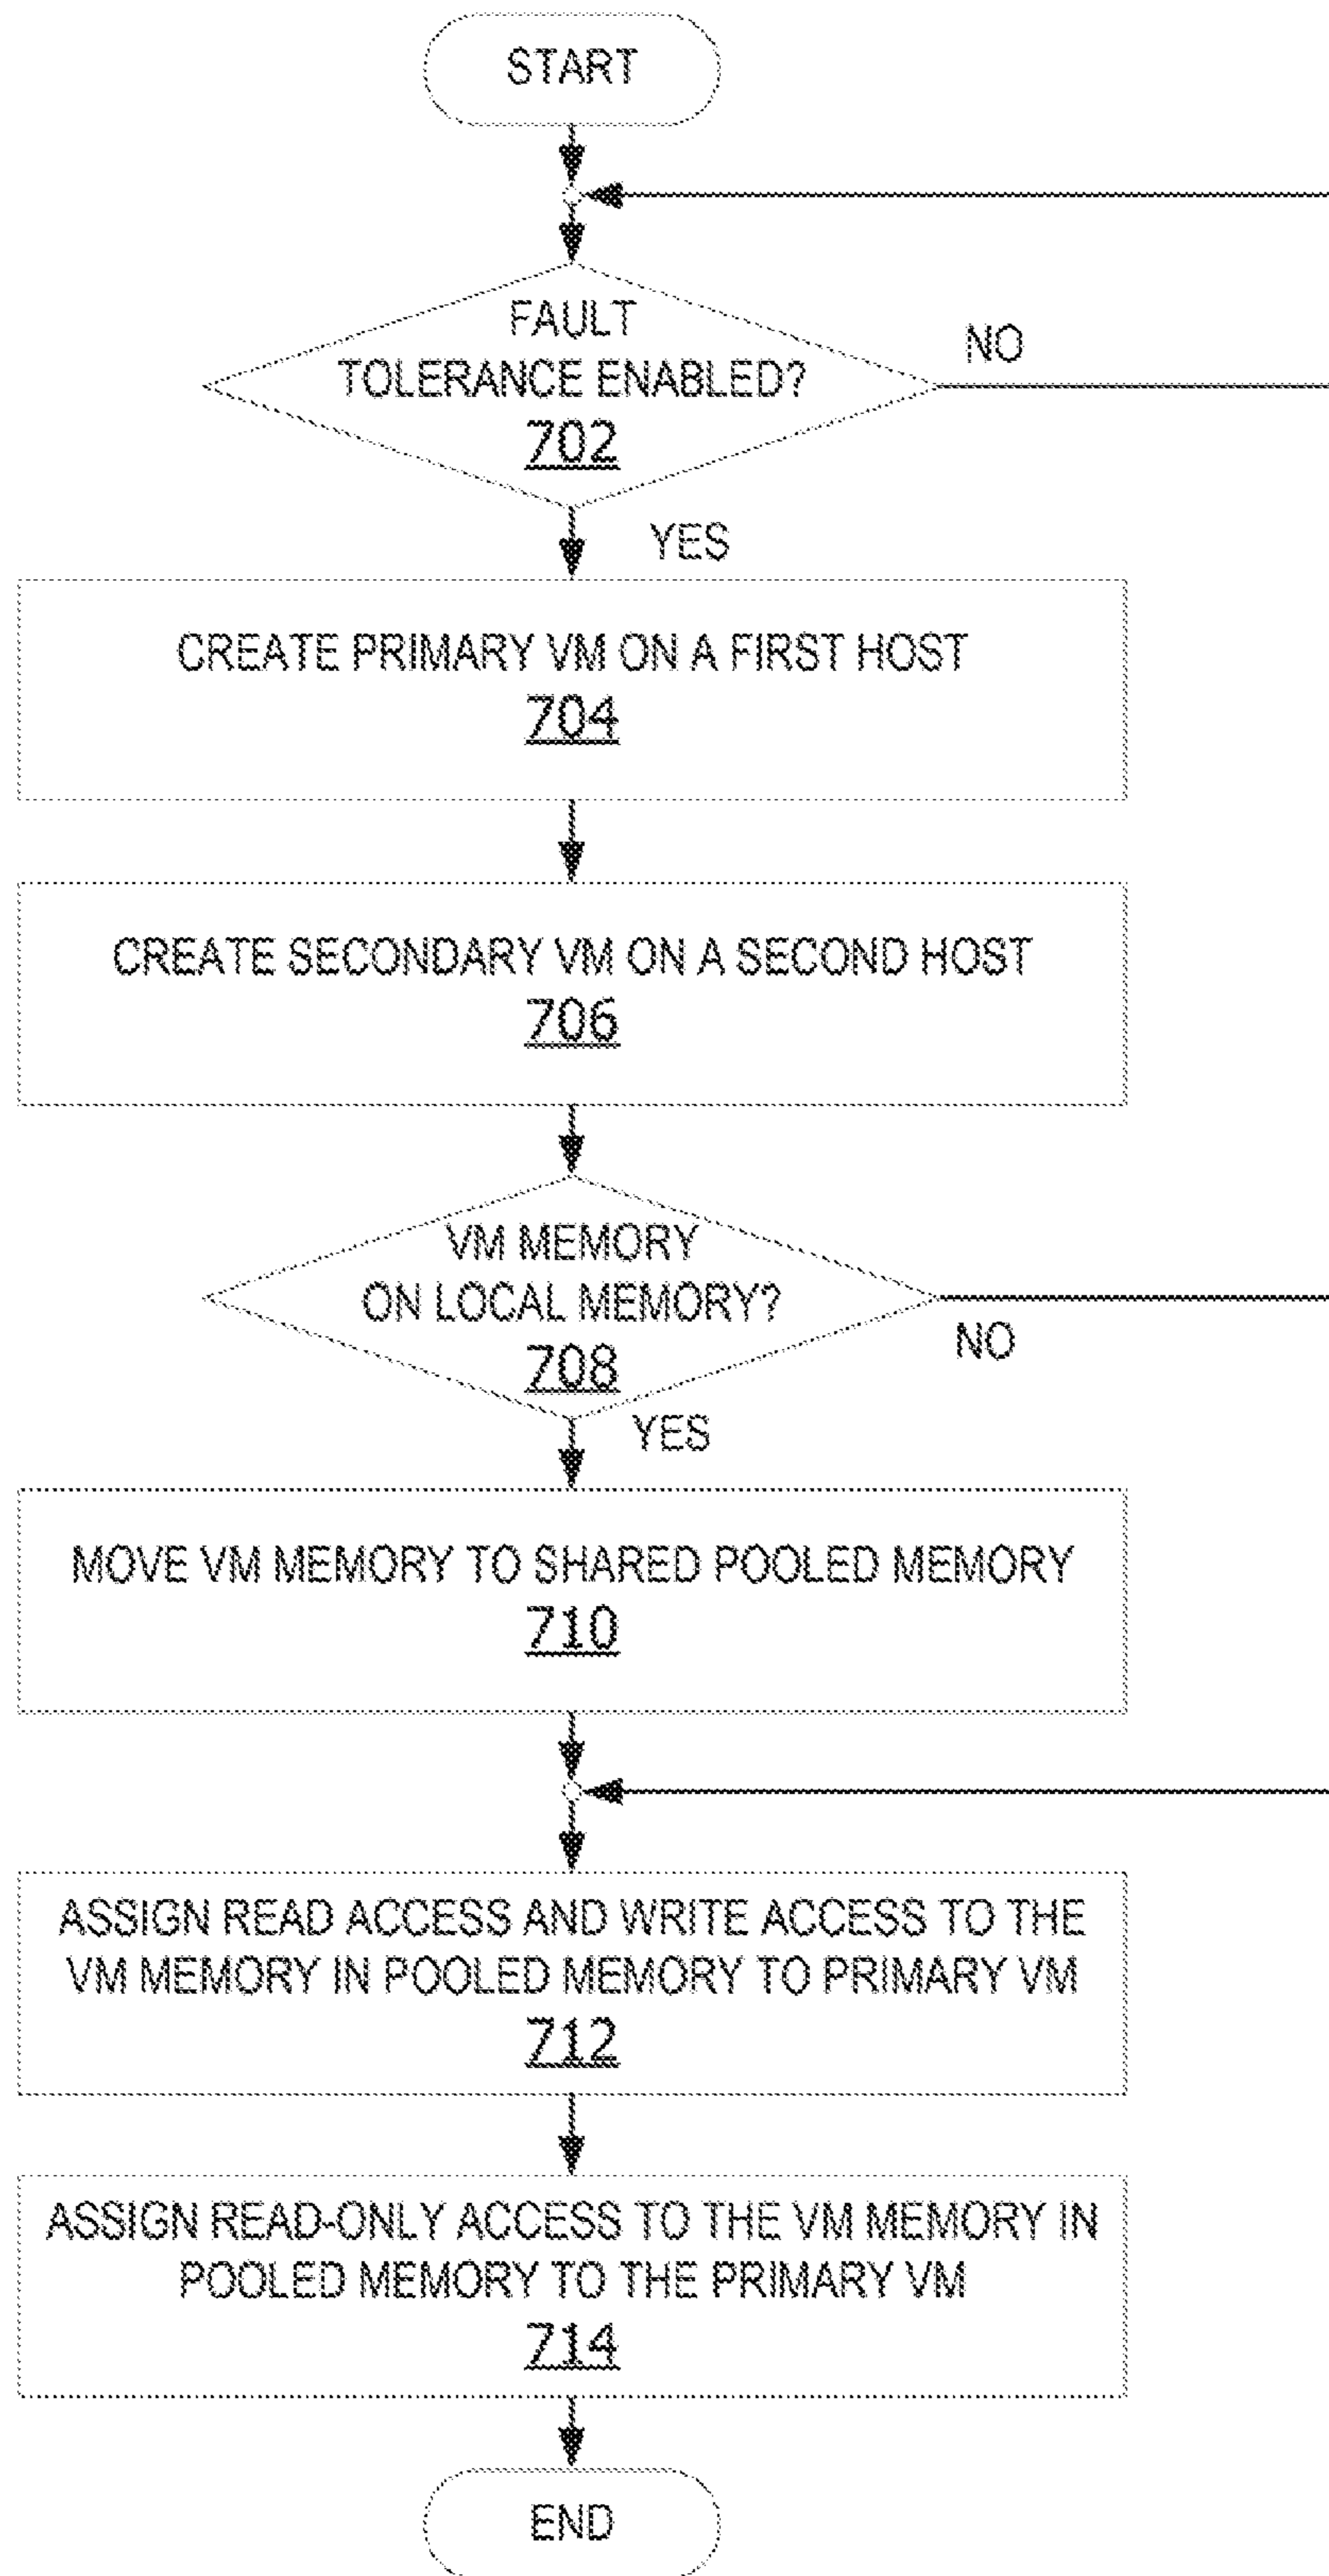 START
FAULT
TOLERANCE ENABLED?
702
NO
YES
CREATE PRIMARY VM ON A FIRST HOST
704
CREATE SECONDARY VM ON A SECOND HOST
706
VM MEMORY
ON LOCAL MEMORY?
708
NO
YES
MOVE VM MEMORY TO SHARED POOLED MEMORY
710
ASSIGN READ ACCESS AND WRITE ACCESS TO THE
VM MEMORY IN POOLED MEMORY TO PRIMARY VM
712
ASSIGN READ-ONLY ACCESS TO THE VM MEMORY IN
POOLED MEMORY TO THE PRIMARY VM
714
END